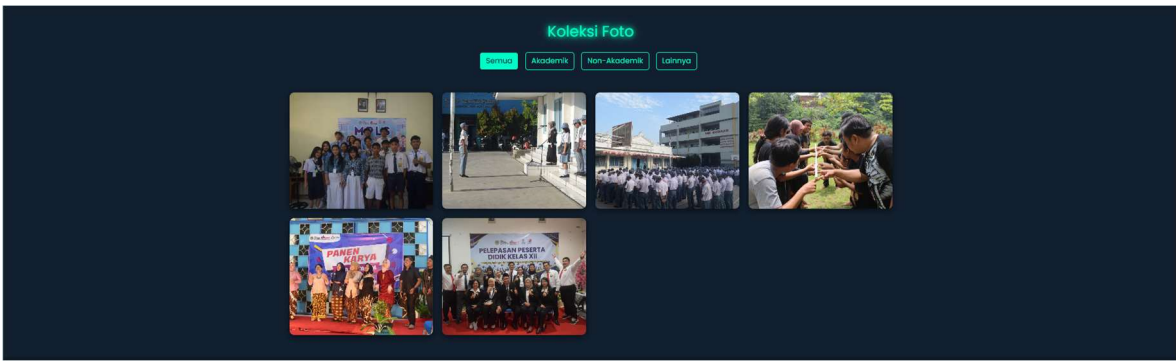 Koleksi Foto
Semua
Akademik
Non-Akademik
Lainnya
PANEN
KARYA
PELEPASAN PESERTA
DIDIK KELAS XII